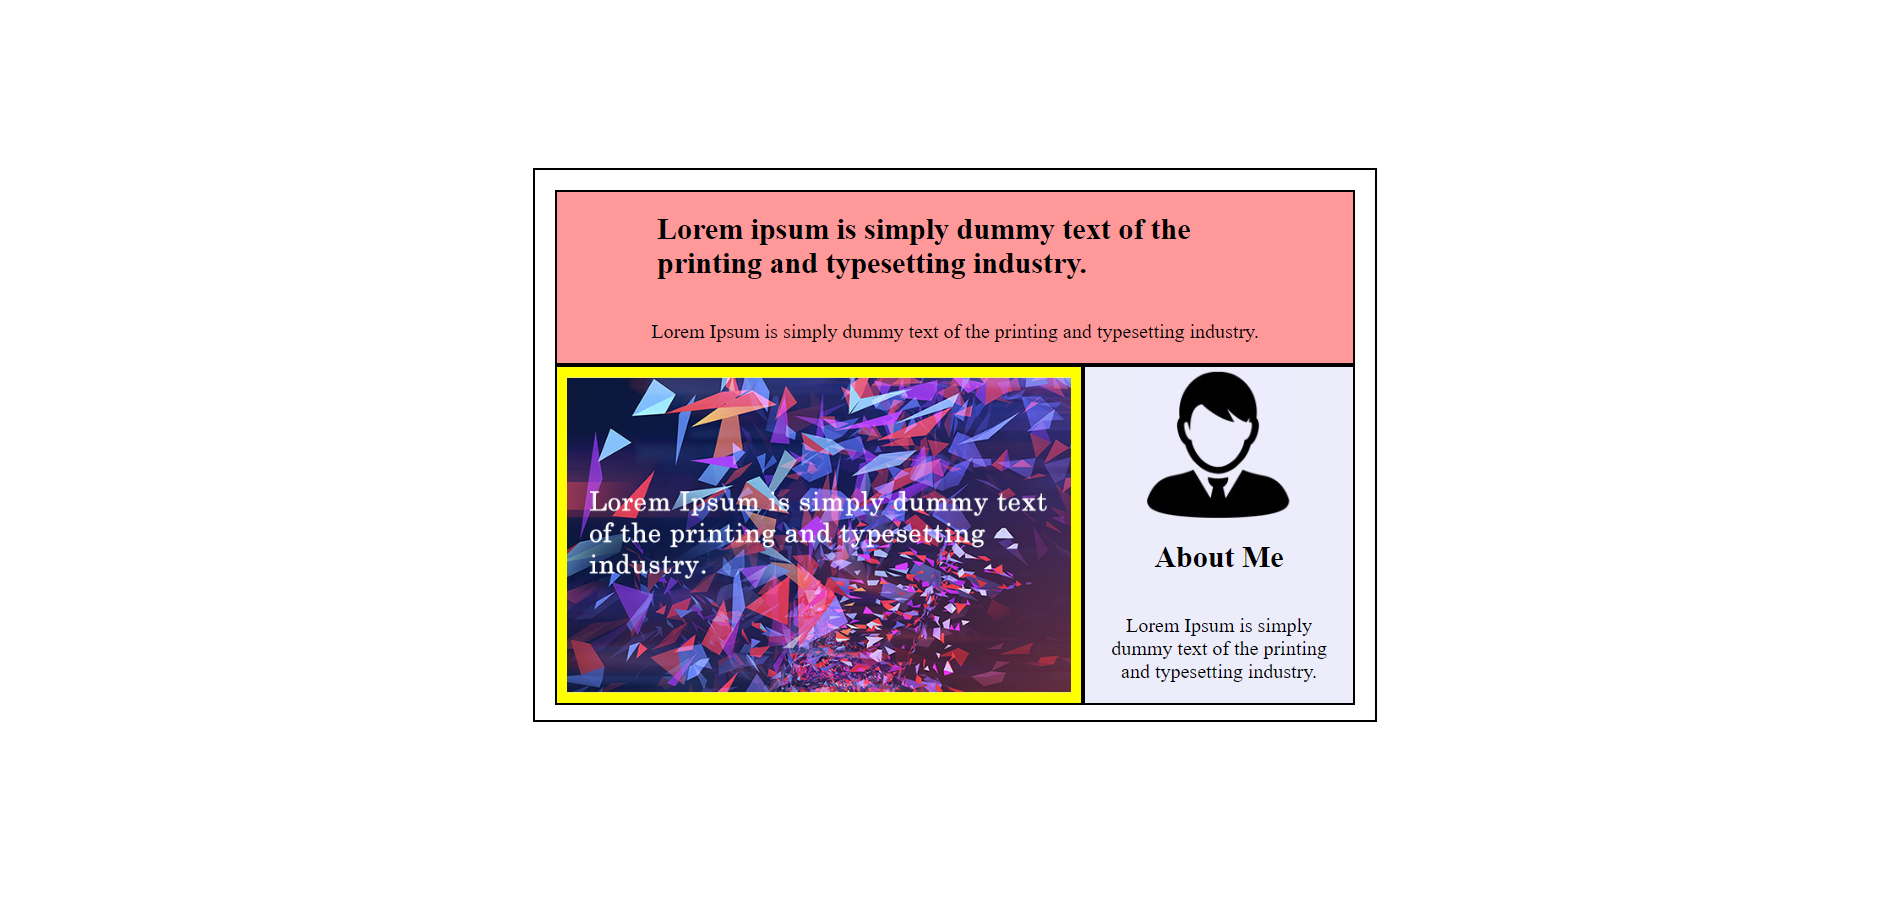 Lorem ipsum is simply dummy text of the
printing and typesetting industry.
Lorem Ipsum is simply dummy text of the printing and typesetting industry.
Lorem Ipsum is simply dummy text
of the printing and typesetting
industry.
About Me
Lorem Ipsum is simply
dummy text of the printing
and typesetting industry.